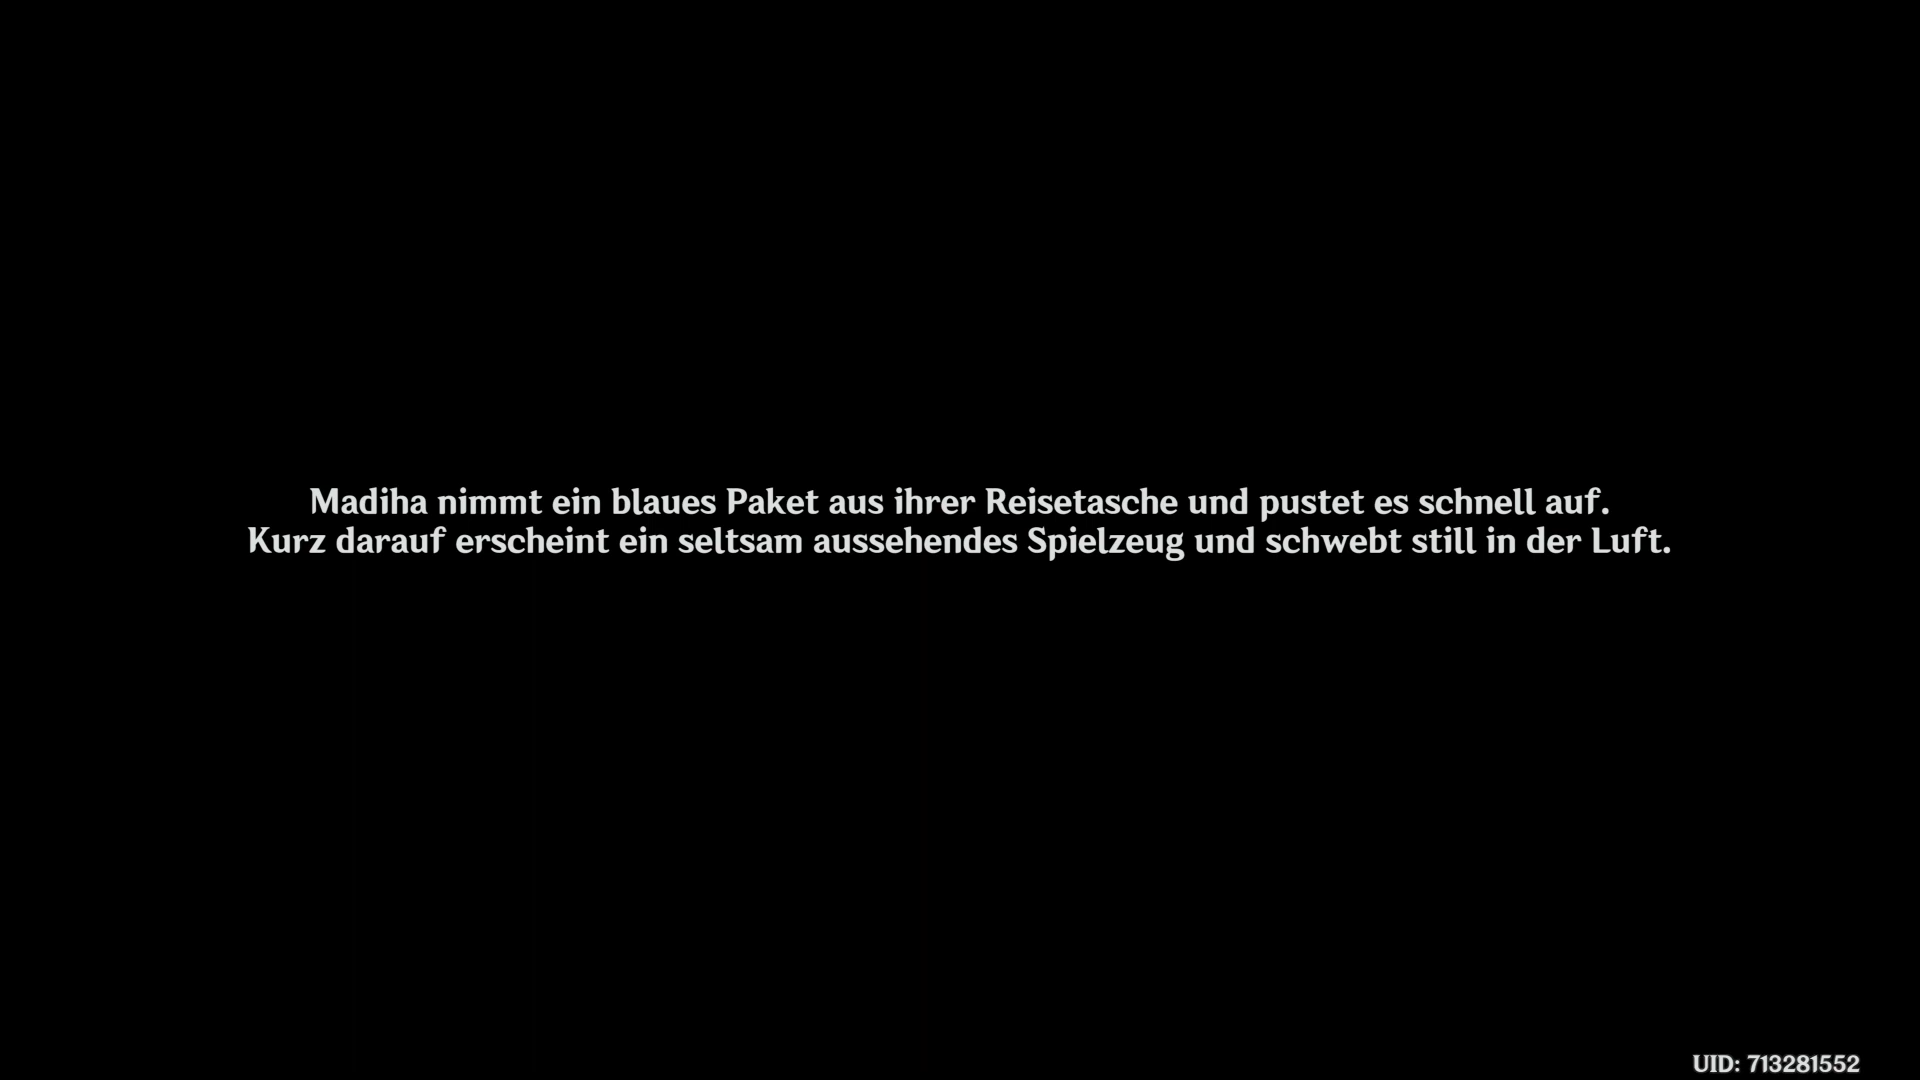 Madiha nimmt ein blaues Paket aus ihrer Reisetasche und pustet es schnell auf.
Kurz darauf erscheint ein seltsam aussehendes Spielzeug und schwebt still in der Luft.
UID: 713281552